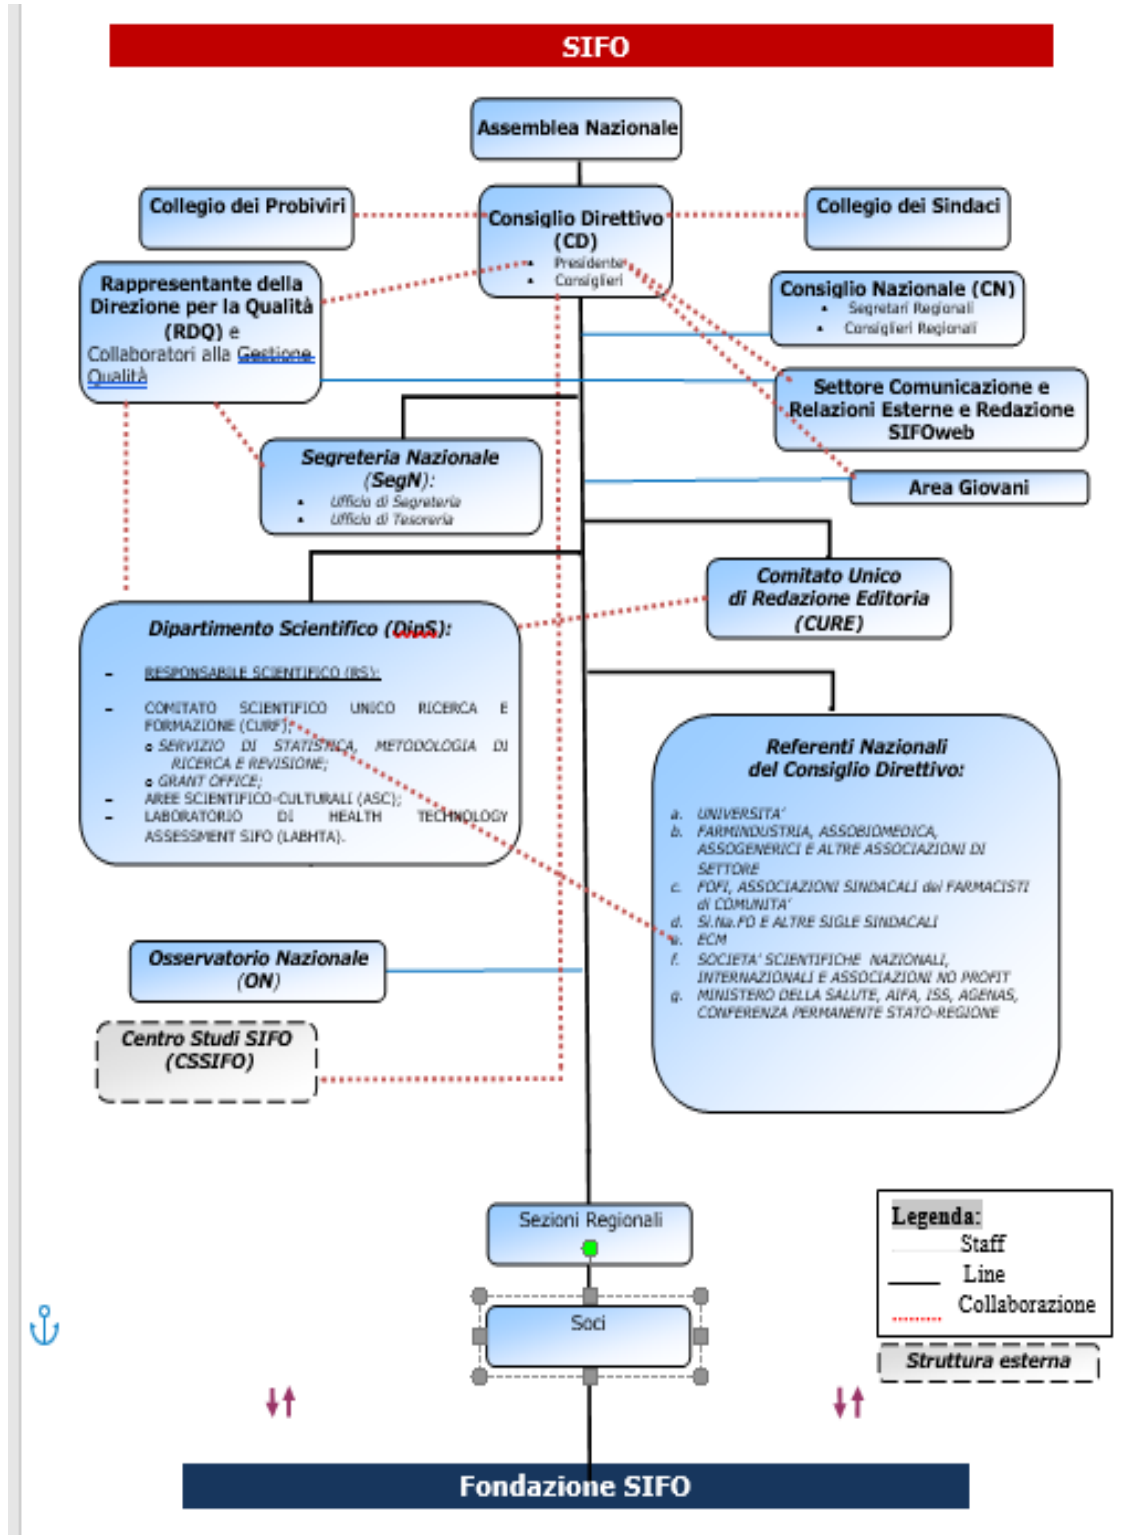 SIFO
Assemblea Nazionale
Collegio dei Probiviri
Consiglio Direttivo
(CD)
▪ Presidente
▪ Consiglieri
Collegio dei Sindaci
Rappresentante della
Direzione per la Qualità
(RDQ) e
Collaboratori alla Gestione
Qualità
Consiglio Nazionale (CN)
• Segretari Regionali
• Consiglieri Regionali
Settore Comunicazione e
Relazioni Esterne e Redazione
SIFOweb
Segreteria Nazionale
(SegN):
• Ufficio di Segreteria
• Ufficio di Tesoreria
Area Giovani
Comitato Unico
di Redazione Editoria
(CURE)
Dipartimento Scientifico (DipS):
– RESPONSABILE SCIENTIFICO (RS);
– COMITATO SCIENTIFICO UNICO RICERCA E
FORMAZIONE (CURF);
o SERVIZIO DI STATISTICA, METODOLOGIA DI
RICERCA E REVISIONE;
o GRANT OFFICE;
– AREE SCIENTIFICO-CULTURALI (ASC);
– LABORATORIO DI HEALTH TECHNOLOGY
ASSESSMENT SIFO (LABHTA).
Referenti Nazionali
del Consiglio Direttivo:
a. UNIVERSITA'
b. FARMINDUSTRIA, ASSOBIOMEDICA,
ASSOGENERICI E ALTRE ASSOCIAZIONI DI
SETTORE
c. FOFI, ASSOCIAZIONI SINDACALI dei FARMACISTI
di COMUNITA'
d. Si.Na.FO E ALTRE SIGLE SINDACALI
e. ECM
f. SOCIETA' SCIENTIFICHE NAZIONALI,
INTERNAZIONALI E ASSOCIAZIONI NO PROFIT
g. MINISTERO DELLA SALUTE, AIFA, ISS, AGENAS,
CONFERENZA PERMANENTE STATO-REGIONE
Osservatorio Nazionale
(ON)
Centro Studi SIFO
(CSSIFO)
Sezioni Regionali
Soci
Legenda:
Staff
Line
Collaborazione
Struttura esterna
Fondazione SIFO